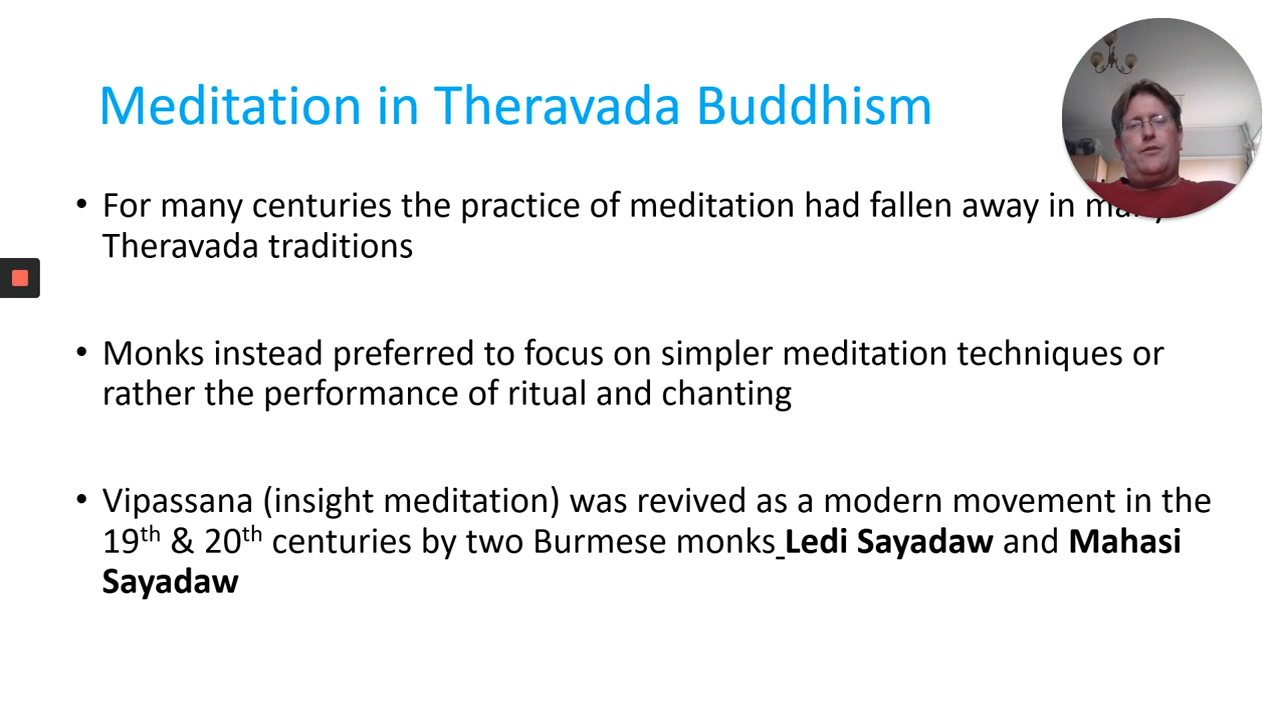 Meditation in Theravada Buddhism
• For many centuries the practice of meditation had fallen away in many
Theravada traditions
• Monks instead preferred to focus on simpler meditation techniques or
rather the performance of ritual and chanting
• Vipassana (insight meditation) was revived as a modern movement in the
19th & 20th centuries by two Burmese monks Ledi Sayadaw and Mahasi
Sayadaw